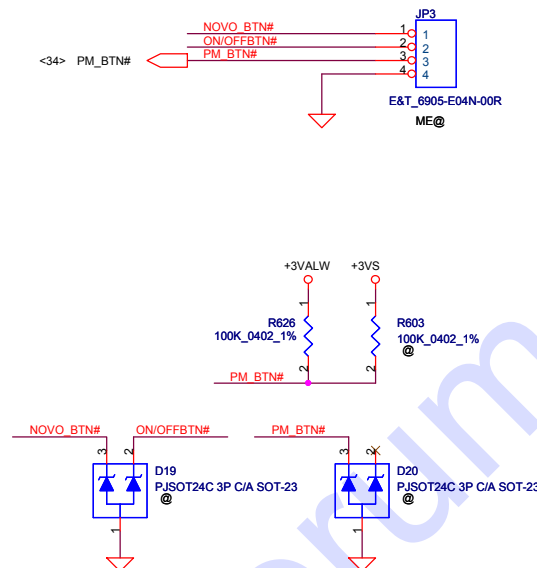 JP3
NOVO_BTN# 1 1
ON/OFFBTN# 2 2
<34> PM_BTN# PM_BTN# 3 3
4 4
E&T_6905-E04N-00R
ME@
+3VALW +3VS
1 1
R626 R603
100K_0402_1% 100K_0402_1%
@
2 2
PM_BTN#
NOVO_BTN# ON/OFFBTN# PM_BTN#
3 2 3 2
D19 D20
PJSOT24C 3P C/A SOT-23 PJSOT24C 3P C/A SOT-23
@ @
1 1